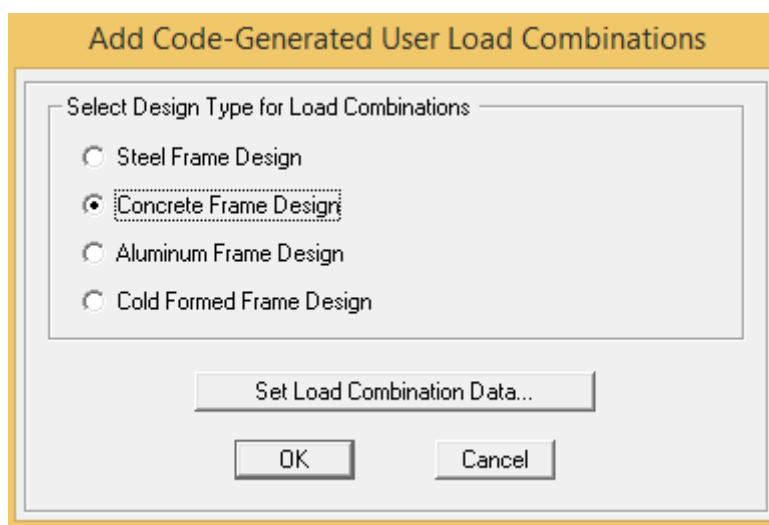 Add Code-Generated User Load Combinations
Select Design Type for Load Combinations
Steel Frame Design
Concrete Frame Design
Aluminum Frame Design
Cold Formed Frame Design
Set Load Combination Data...
OK
Cancel